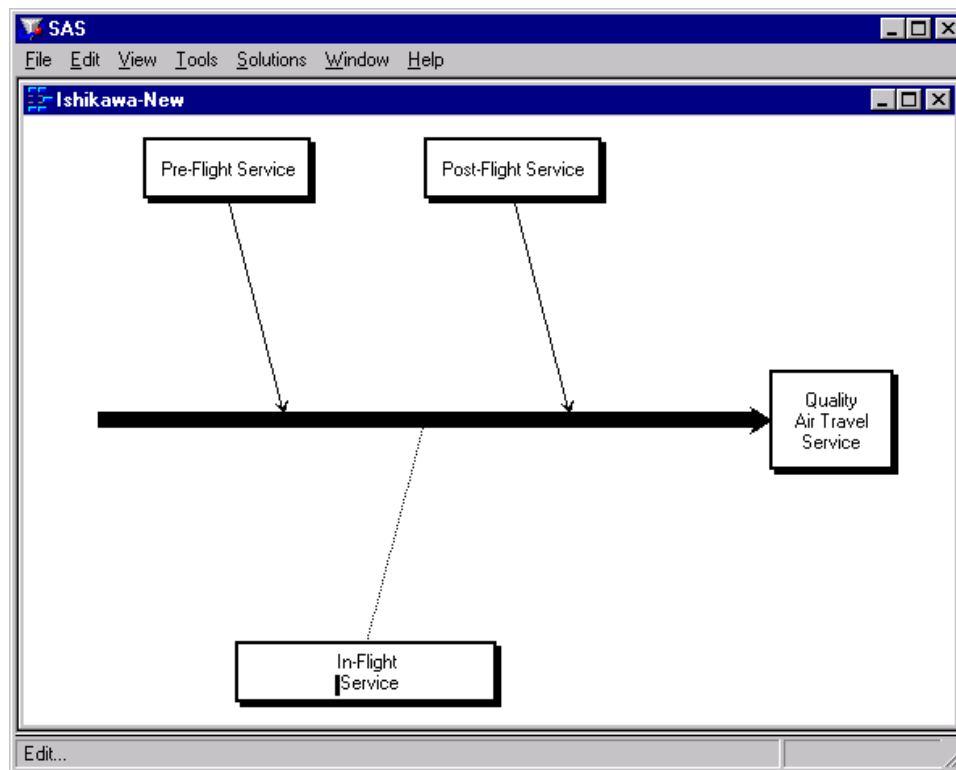 SAS
File Edit View Tools Solutions Window Help
Ishikawa-New
Pre-Flight Service
Post-Flight Service
Quality
Air Travel
Service
In-Flight
Service
Edit...